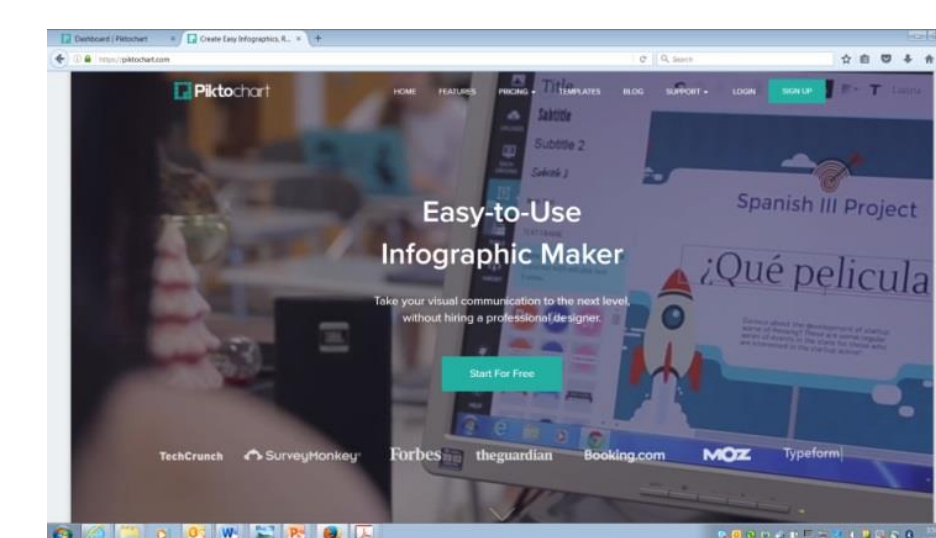 Dashboard | Piktochart
Create Easy Infographics, R...
https://piktochart.com
Search
Piktochart
HOME FEATURES PRICING TEMPLATES BLOG SUPPORT LOGIN SIGN UP
Title
Subtitle
Subtitle 2
Subtitle 3
Spanish III Project
¿Qué pelicula
Easy-to-Use
Infographic Maker
Take your visual communication to the next level,
without hiring a professional designer.
Start For Free
TechCrunch SurveyMonkey Forbes theguardian Booking.com MOZ Typeform